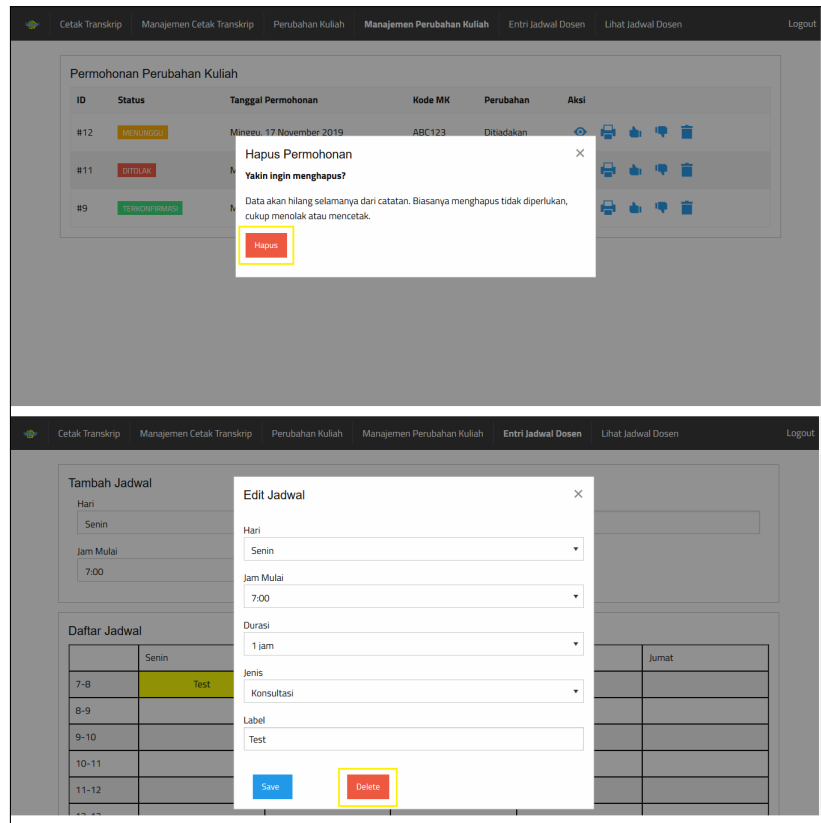 Cetak Transkrip Manajemen Cetak Transkrip Perubahan Kuliah Manajemen Perubahan Kuliah Entri Jadwal Dosen Lihat Jadwal Dosen Logout
Permohonan Perubahan Kuliah
ID Status Tanggal Permohonan Kode MK Perubahan Aksi
#12 MENUNGGU Minggu, 17 November 2019 ABC123 Ditiadakan
#11 DITOLAK M
#9 TERKONFIRMASI M
Hapus Permohonan ×
Yakin ingin menghapus?
Data akan hilang selamanya dari catatan. Biasanya menghapus tidak diperlukan,
cukup menolak atau mencetak.
Hapus
Cetak Transkrip Manajemen Cetak Transkrip Perubahan Kuliah Manajemen Perubahan Kuliah Entri Jadwal Dosen Lihat Jadwal Dosen Logout
Tambah Jadwal
Hari
Senin
Jam Mulai
7:00
Daftar Jadwal
Senin Jumat
7-8 Test
8-9
9-10
10-11
11-12
Edit Jadwal ×
Hari
Senin
Jam Mulai
7:00
Durasi
1 jam
Jenis
Konsultasi
Label
Test
Save Delete